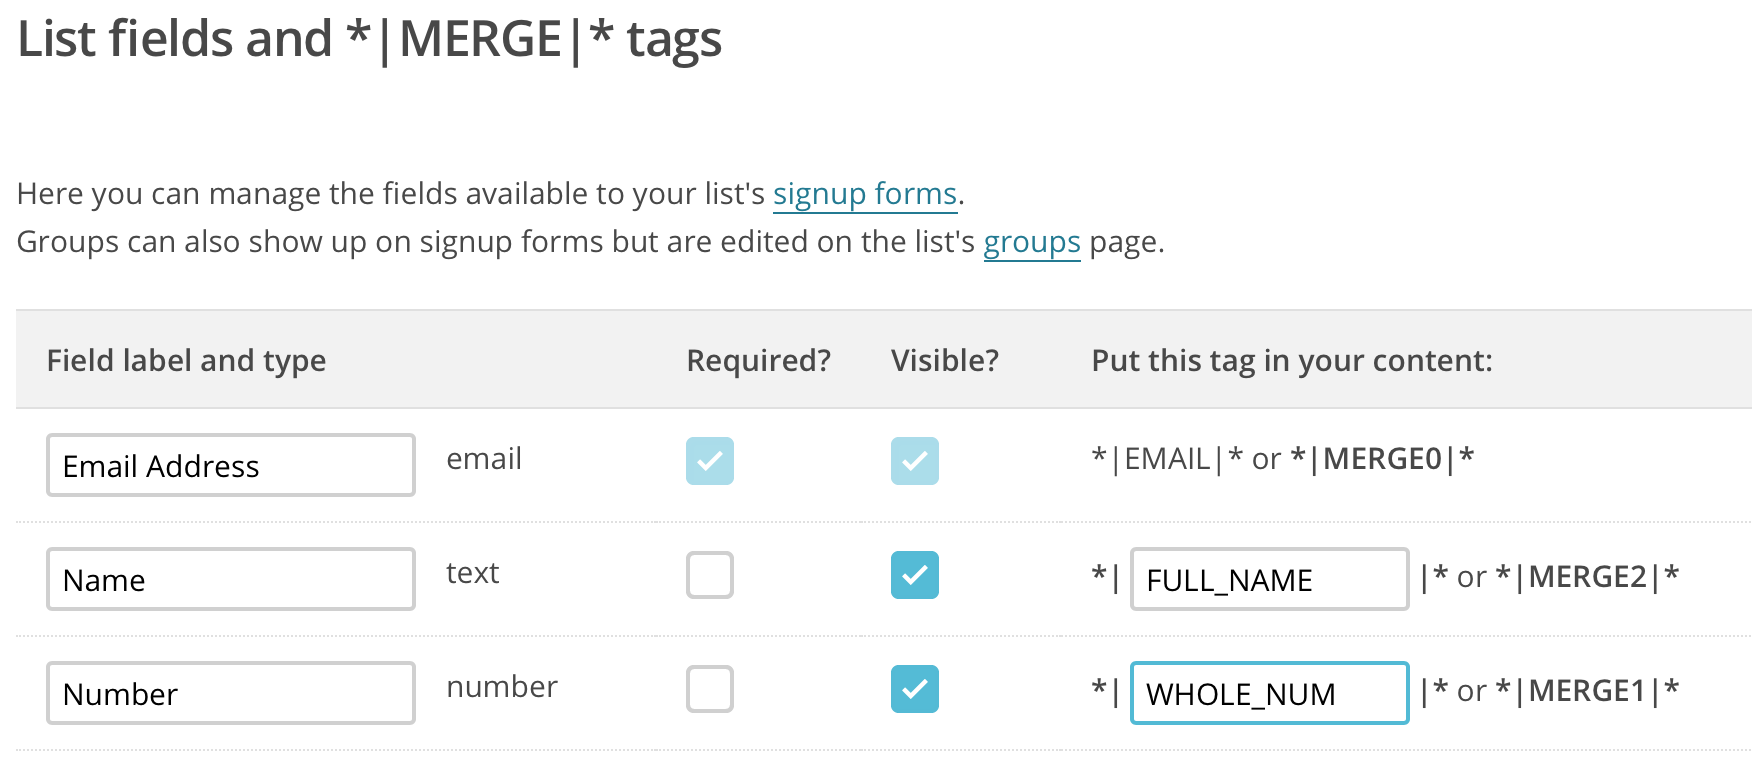 List fields and *|MERGE|* tags
Here you can manage the fields available to your list's signup forms.
Groups can also show up on signup forms but are edited on the list's groups page.
Field label and type Required? Visible? Put this tag in your content:
Email Address email *|EMAIL|* or *|MERGE0|*
Name text *| FULL_NAME |* or *|MERGE2|*
Number number *| WHOLE_NUM |* or *|MERGE1|*